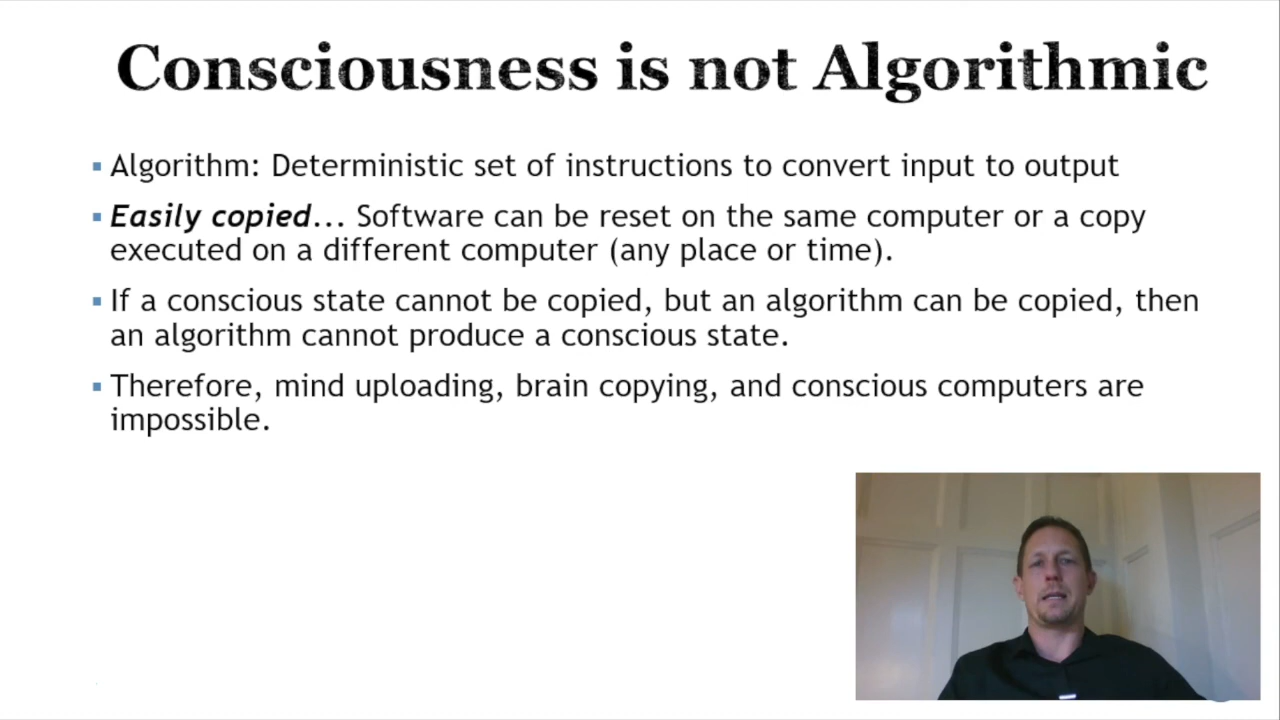 Consciousness is not Algorithmic
▪ Algorithm: Deterministic set of instructions to convert input to output
▪ Easily copied... Software can be reset on the same computer or a copy
executed on a different computer (any place or time).
▪ If a conscious state cannot be copied, but an algorithm can be copied, then
an algorithm cannot produce a conscious state.
▪ Therefore, mind uploading, brain copying, and conscious computers are
impossible.